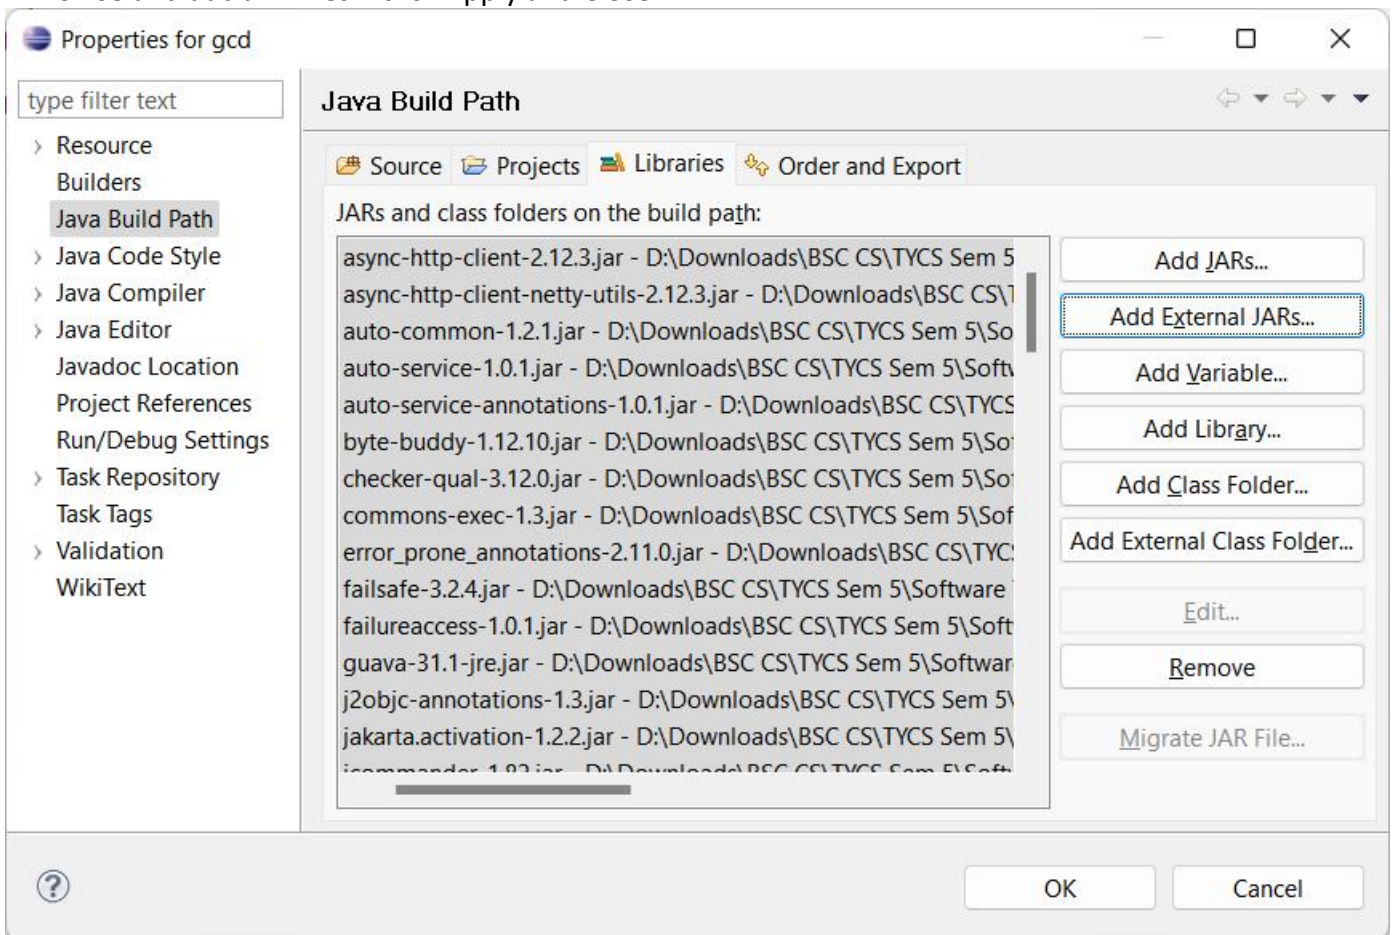 Properties for gcd
type filter text
Resource
Builders
Java Build Path
Java Code Style
Java Compiler
Java Editor
Javadoc Location
Project References
Run/Debug Settings
Task Repository
Task Tags
Validation
WikiText
Java Build Path
Source Projects Libraries Order and Export
JARs and class folders on the build path:
async-http-client-2.12.3.jar - D:\Downloads\BSC CS\TYCS Sem 5
async-http-client-netty-utils-2.12.3.jar - D:\Downloads\BSC CS\
auto-common-1.2.1.jar - D:\Downloads\BSC CS\TYCS Sem 5\So
auto-service-1.0.1.jar - D:\Downloads\BSC CS\TYCS Sem 5\Soft
auto-service-annotations-1.0.1.jar - D:\Downloads\BSC CS\TYCS
byte-buddy-1.12.10.jar - D:\Downloads\BSC CS\TYCS Sem 5\So
checker-qual-3.12.0.jar - D:\Downloads\BSC CS\TYCS Sem 5\So
commons-exec-1.3.jar - D:\Downloads\BSC CS\TYCS Sem 5\Sof
error_prone_annotations-2.11.0.jar - D:\Downloads\BSC CS\TYC
failsafe-3.2.4.jar - D:\Downloads\BSC CS\TYCS Sem 5\Software
failureaccess-1.0.1.jar - D:\Downloads\BSC CS\TYCS Sem 5\Soft
guava-31.1-jre.jar - D:\Downloads\BSC CS\TYCS Sem 5\Softwar
j2objc-annotations-1.3.jar - D:\Downloads\BSC CS\TYCS Sem 5\
jakarta.activation-1.2.2.jar - D:\Downloads\BSC CS\TYCS Sem 5\
jcommander-1.82.jar - D:\Downloads\BSC CS\TYCS Sem 5\Soft
Add JARs...
Add External JARs...
Add Variable...
Add Library...
Add Class Folder...
Add External Class Folder...
Edit...
Remove
Migrate JAR File...
OK
Cancel